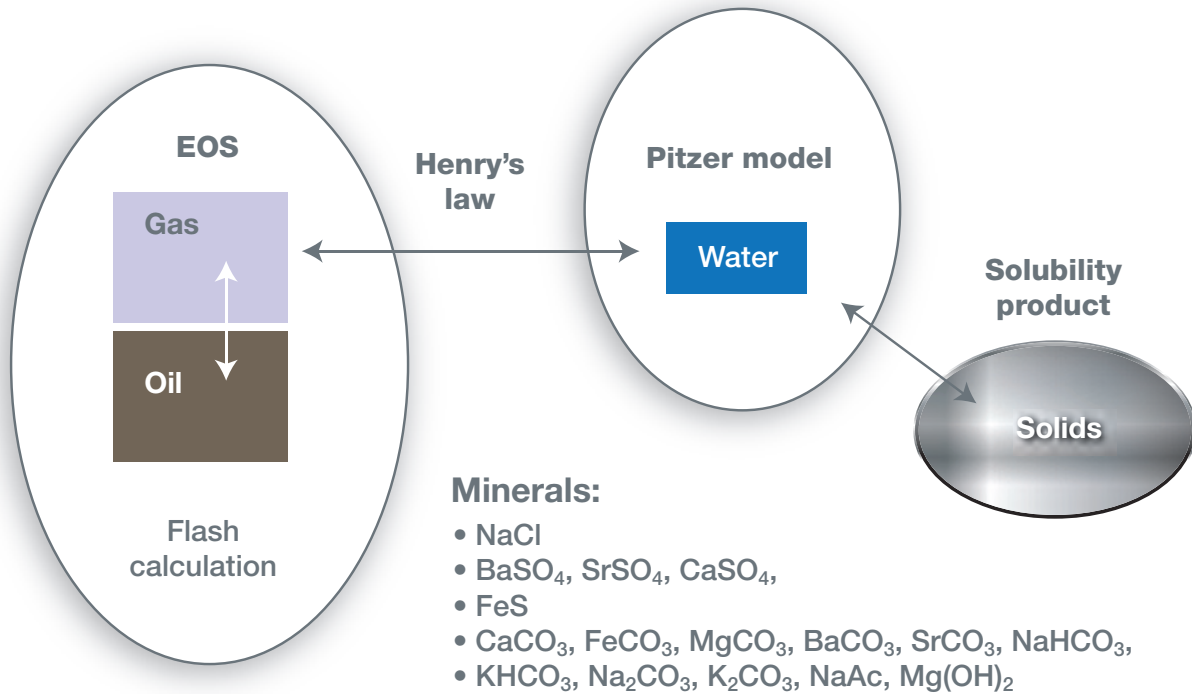 EOS
Gas
Oil
Flash
calculation
Henry's
law
Pitzer model
Water
Solubility
product
Solids
Minerals:
• NaCl
• BaSO₄, SrSO₄, CaSO₄,
• FeS
• CaCO₃, FeCO₃, MgCO₃, BaCO₃, SrCO₃, NaHCO₃,
• KHCO₃, Na₂CO₃, K₂CO₃, NaAc, Mg(OH)₂